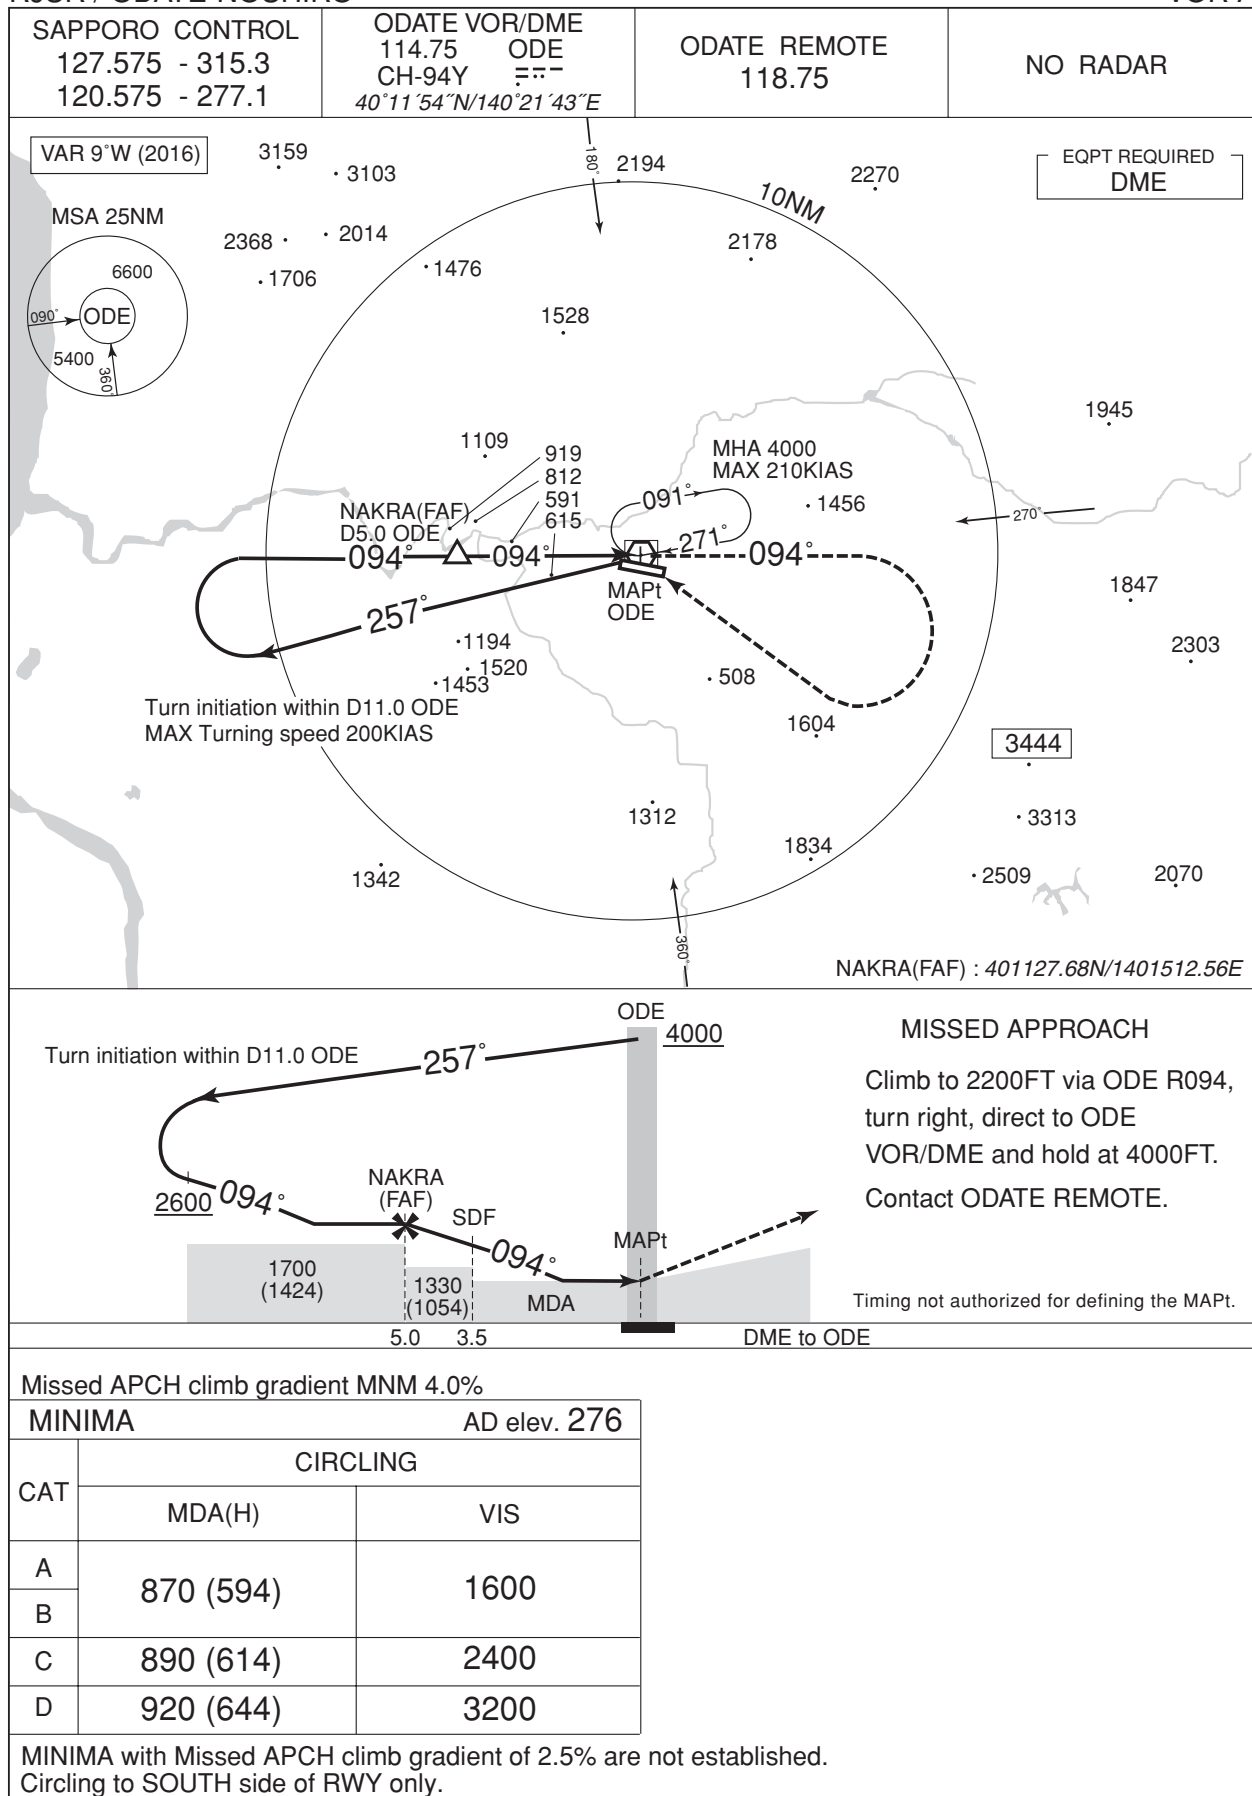 SAPPORO CONTROL
127.575 - 315.3
120.575 - 277.1
ODATE VOR/DME
114.75 ODE
CH-94Y
40°11´54˝N/140°21´43˝E
ODATE REMOTE
118.75
NO RADAR
VAR 9°W (2016)
EQPT REQUIRED
DME
MSA 25NM
6600
090°
ODE
5400
360°
180°
10NM
3159
3103
2194
2270
2368
2014
1706
1476
2178
1528
1945
1109
919
812
591
615
MHA 4000
MAX 210KIAS
NAKRA(FAF)
D5.0 ODE
091°
1456
270°
271°
094°
094°
094°
MAPt
ODE
257°
1847
2303
1194
1520
1453
508
Turn initiation within D11.0 ODE
MAX Turning speed 200KIAS
1604
3444
1312
3313
1834
1342
2509
2070
360°
NAKRA(FAF) : 401127.68N/1401512.56E
ODE
4000
Turn initiation within D11.0 ODE
257°
2600
094°
NAKRA
(FAF)
SDF
094°
MAPt
1700
(1424)
1330
(1054)
MDA
5.0
3.5
DME to ODE
MISSED APPROACH
Climb to 2200FT via ODE R094,
turn right, direct to ODE
VOR/DME and hold at 4000FT.
Contact ODATE REMOTE.
Timing not authorized for defining the MAPt.
Missed APCH climb gradient MNM 4.0%
MINIMA AD elev. 276
CAT
CIRCLING
MDA(H) VIS
A
B
870 (594) 1600
C 890 (614) 2400
D 920 (644) 3200
MINIMA with Missed APCH climb gradient of 2.5% are not established.
Circling to SOUTH side of RWY only.